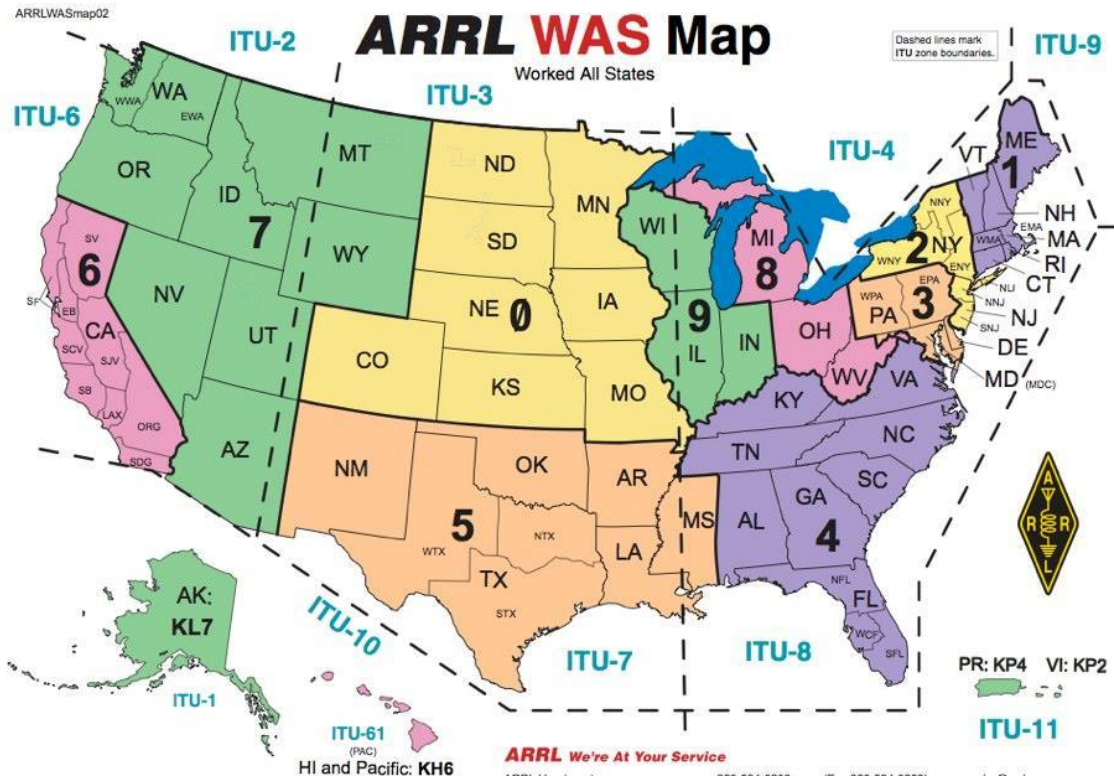 ARRLWASmap02
ARRL WAS Map
Worked All States
Dashed lines mark
ITU zone boundaries.
ITU-2
ITU-3
ITU-9
ITU-6
ITU-4
WA
WWA
EWA
OR
ID
7
MT
WY
NV
UT
AZ
6
SV
SF
EB
CA
SCV
SJV
SB
LAX
ORG
SDG
ND
SD
NE
0
MN
IA
CO
KS
MO
WI
9
IL
IN
MI
8
OH
WV
NM
OK
AR
5
WTX
NTX
TX
STX
LA
MS
KY
TN
VA
NC
SC
GA
AL
4
NFL
FL
WCF
SFL
NNY
2
NY
WNY
ENY
NLI
NNJ
NJ
SNJ
WPA
EPA
PA
3
DE
MD (MDC)
VT
ME
1
NH
EMA
MA
WMA
RI
CT
A
R R
L
AK:
KL7
ITU-1
ITU-10
ITU-7
ITU-8
ITU-61
(PAC)
HI and Pacific: KH6
PR: KP4 VI: KP2
ITU-11
ARRL We're At Your Service